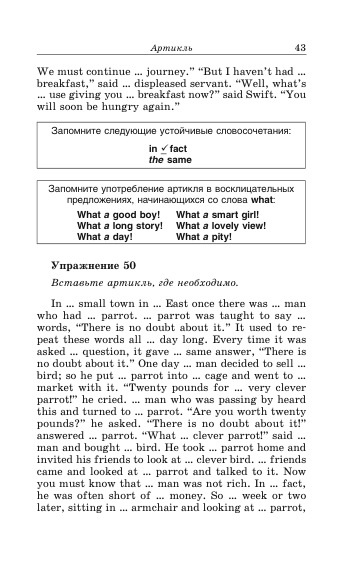 Артикль 43
We must continue ... journey.” “But I haven’t had ...
breakfast,” said ... displeased servant. “Well, what’s
... use giving you ... breakfast now?” said Swift. “You
will soon be hungry again.”
Запомните следующие устойчивые словосочетания:
in ✓ fact
the same
Запомните употребление артикля в восклицательных
предложениях, начинающихся со слова what:
What a good boy! What a smart girl!
What a long story! What a lovely view!
What a day! What a pity!
Упражнение 50
Вставьте артикль, где необходимо.
In ... small town in ... East once there was ... man
who had ... parrot. ... parrot was taught to say ...
words, “There is no doubt about it.” It used to re-
peat these words all ... day long. Every time it was
asked ... question, it gave ... same answer, “There is
no doubt about it.” One day ... man decided to sell ...
bird; so he put ... parrot into ... cage and went to ...
market with it. “Twenty pounds for ... very clever
parrot!” he cried. ... man who was passing by heard
this and turned to ... parrot. “Are you worth twenty
pounds?” he asked. “There is no doubt about it!”
answered ... parrot. “What ... clever parrot!” said ...
man and bought ... bird. He took ... parrot home and
invited his friends to look at ... clever bird. ... friends
came and looked at ... parrot and talked to it. Now
you must know that ... man was not rich. In ... fact,
he was often short of ... money. So ... week or two
later, sitting in ... armchair and looking at ... parrot,